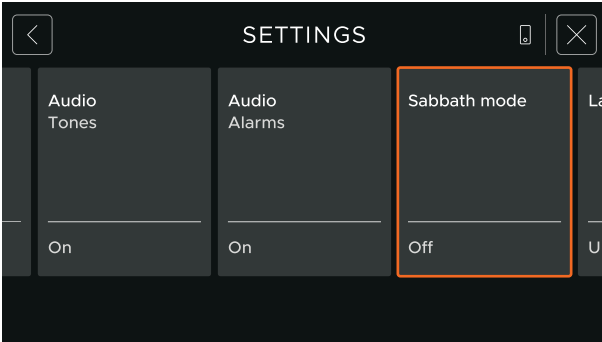 SETTINGS
Audio
Tones
On
Audio
Alarms
On
Sabbath mode
Off